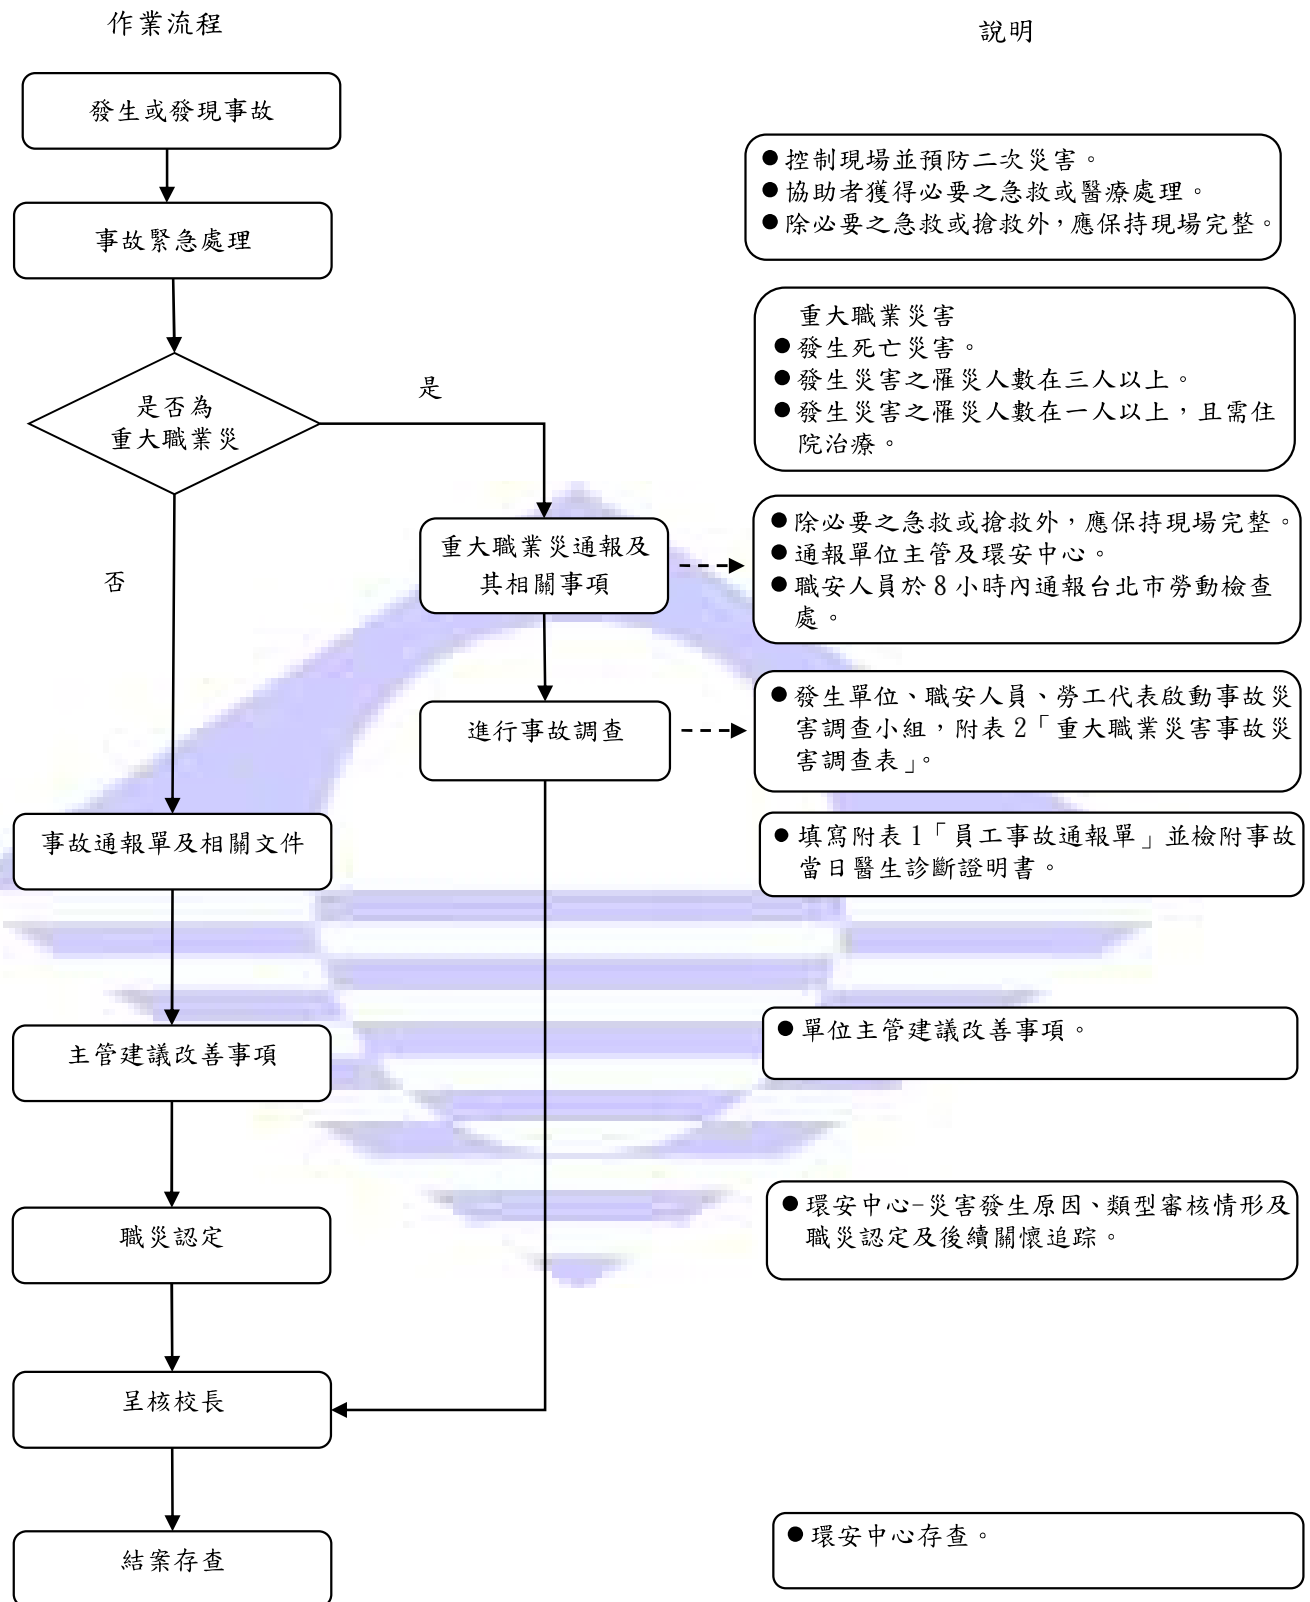 作業流程
說明
發生或發現事故
●控制現場並預防二次災害。
●協助者獲得必要之急救或醫療處理。
●除必要之急救或搶救外，應保持現場完整。
事故緊急處理
重大職業災害
●發生死亡災害。
●發生災害之罹災人數在三人以上。
●發生災害之罹災人數在一人以上，且需住
院治療。
是否為
重大職業災
是
否
重大職業災通報及
其相關事項
●除必要之急救或搶救外，應保持現場完整。
●通報單位主管及環安中心。
●職安人員於 8 小時內通報台北市勞動檢查
處。
進行事故調查
●發生單位、職安人員、勞工代表啟動事故災
害調查小組，附表 2「重大職業災害事故災
害調查表」。
事故通報單及相關文件
●填寫附表 1「員工事故通報單」並檢附事故
當日醫生診斷證明書。
主管建議改善事項
●單位主管建議改善事項。
職災認定
●環安中心-災害發生原因、類型審核情形及
職災認定及後續關懷追踪。
呈核校長
結案存查
●環安中心存查。